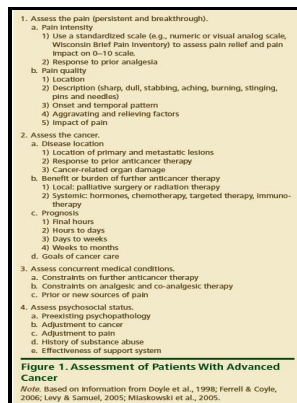 1. Assess the pain (persistent and breakthrough).
a. Pain intensity
1) Use a standardized scale (e.g., numeric or visual analog scale,
Wisconsin Brief Pain Inventory) to assess pain relief and pain
impact on 0–10 scale.
2) Response to prior analgesia
b. Pain quality
1) Location
2) Description (sharp, dull, stabbing, aching, burning, stinging,
pins and needles)
3) Onset and temporal pattern
4) Aggravating and relieving factors
5) Impact of pain
2. Assess the cancer.
a. Disease location
1) Location of primary and metastatic lesions
2) Response to prior anticancer therapy
3) Cancer-related organ damage
b. Benefit or burden of further anticancer therapy
1) Local: palliative surgery or radiation therapy
2) Systemic: hormones, chemotherapy, targeted therapy, immuno-
therapy
c. Prognosis
1) Final hours
2) Hours to days
3) Days to weeks
4) Weeks to months
d. Goals of cancer care
3. Assess concurrent medical conditions.
a. Constraints on further anticancer therapy
b. Constraints on analgesic and co-analgesic therapy
c. Prior or new sources of pain
4. Assess psychosocial status.
a. Preexisting psychopathology
b. Adjustment to cancer
c. Adjustment to pain
d. History of substance abuse
e. Effectiveness of support system
Figure 1. Assessment of Patients With Advanced
Cancer
Note. Based on information from Doyle et al., 1998; Ferrell & Coyle,
2006; Levy & Samuel, 2005; Miaskowski et al., 2005.